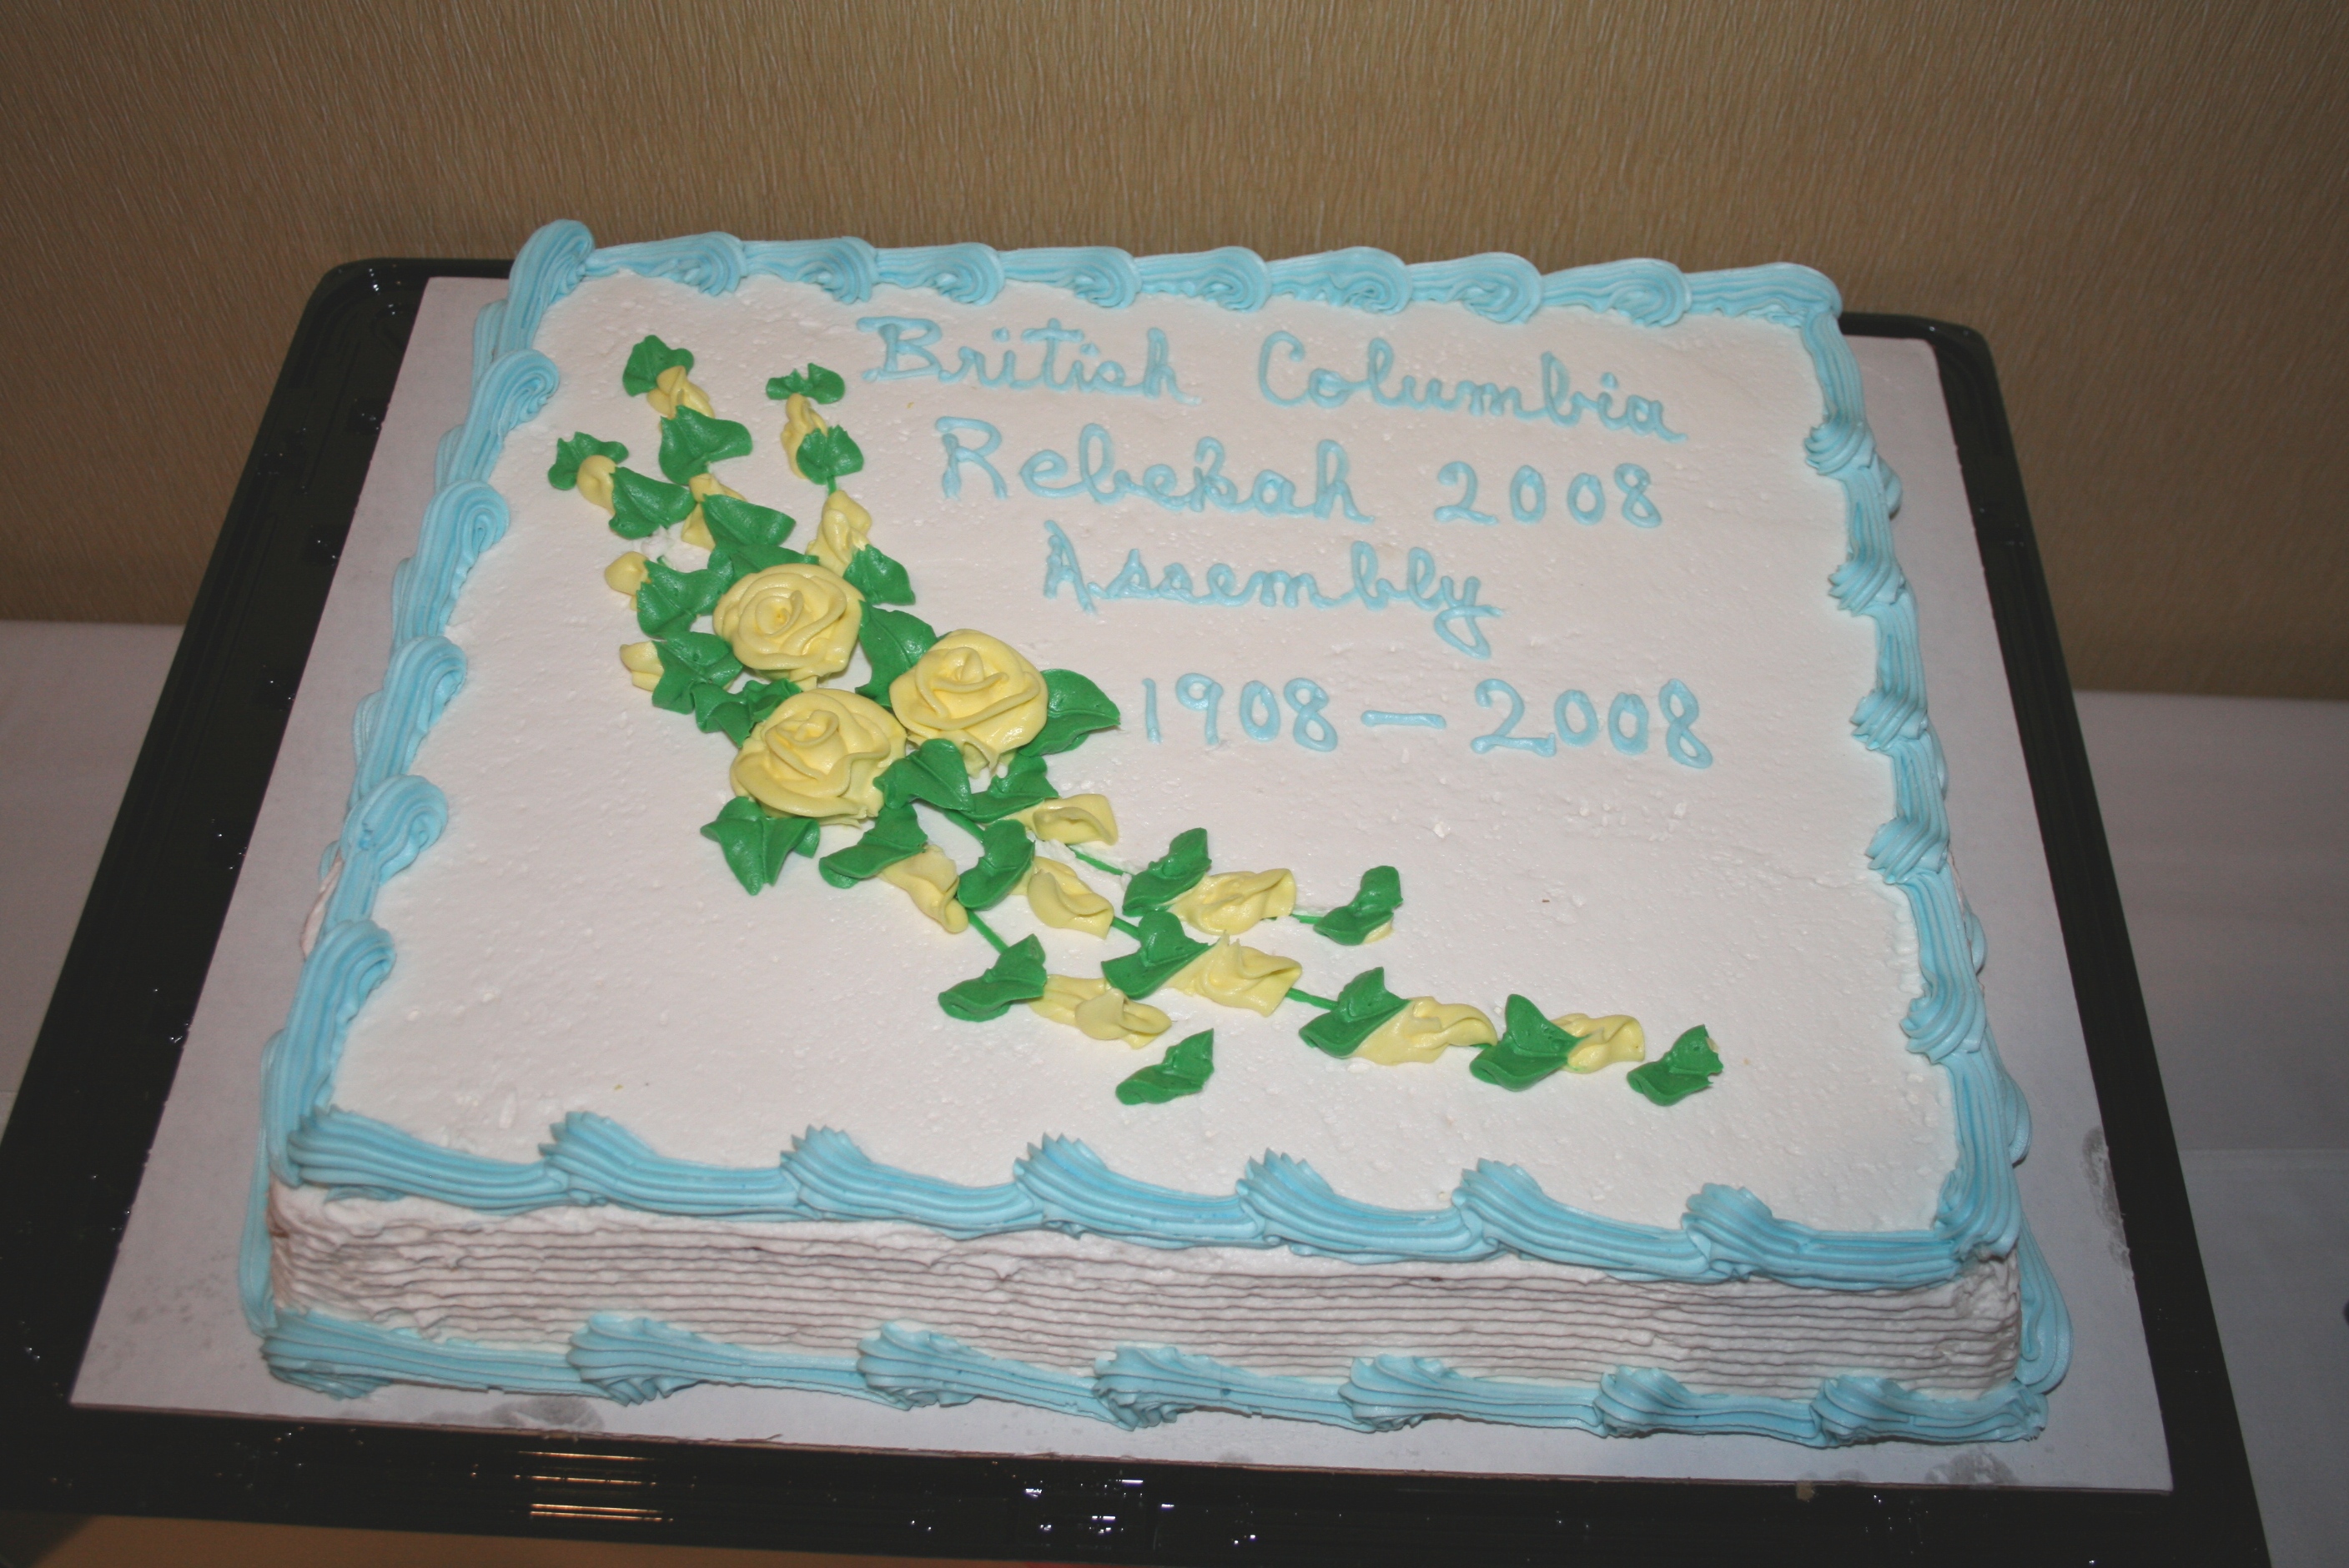 British Columbia
Rebekah 2008
Assembly
1908-2008